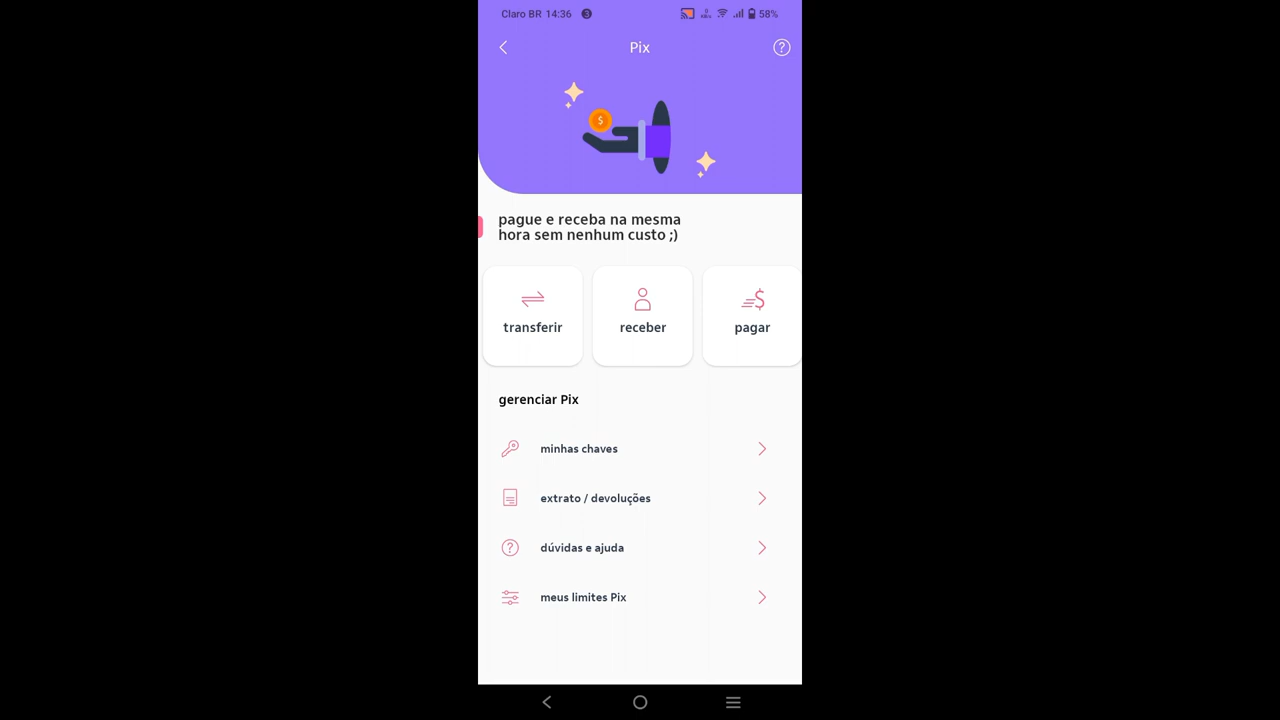 Claro BR 14:36 3 58%
Pix
pague e receba na mesma
hora sem nenhum custo ;)
transferir receber pagar
gerenciar Pix
minhas chaves
extrato / devoluções
dúvidas e ajuda
meus limites Pix